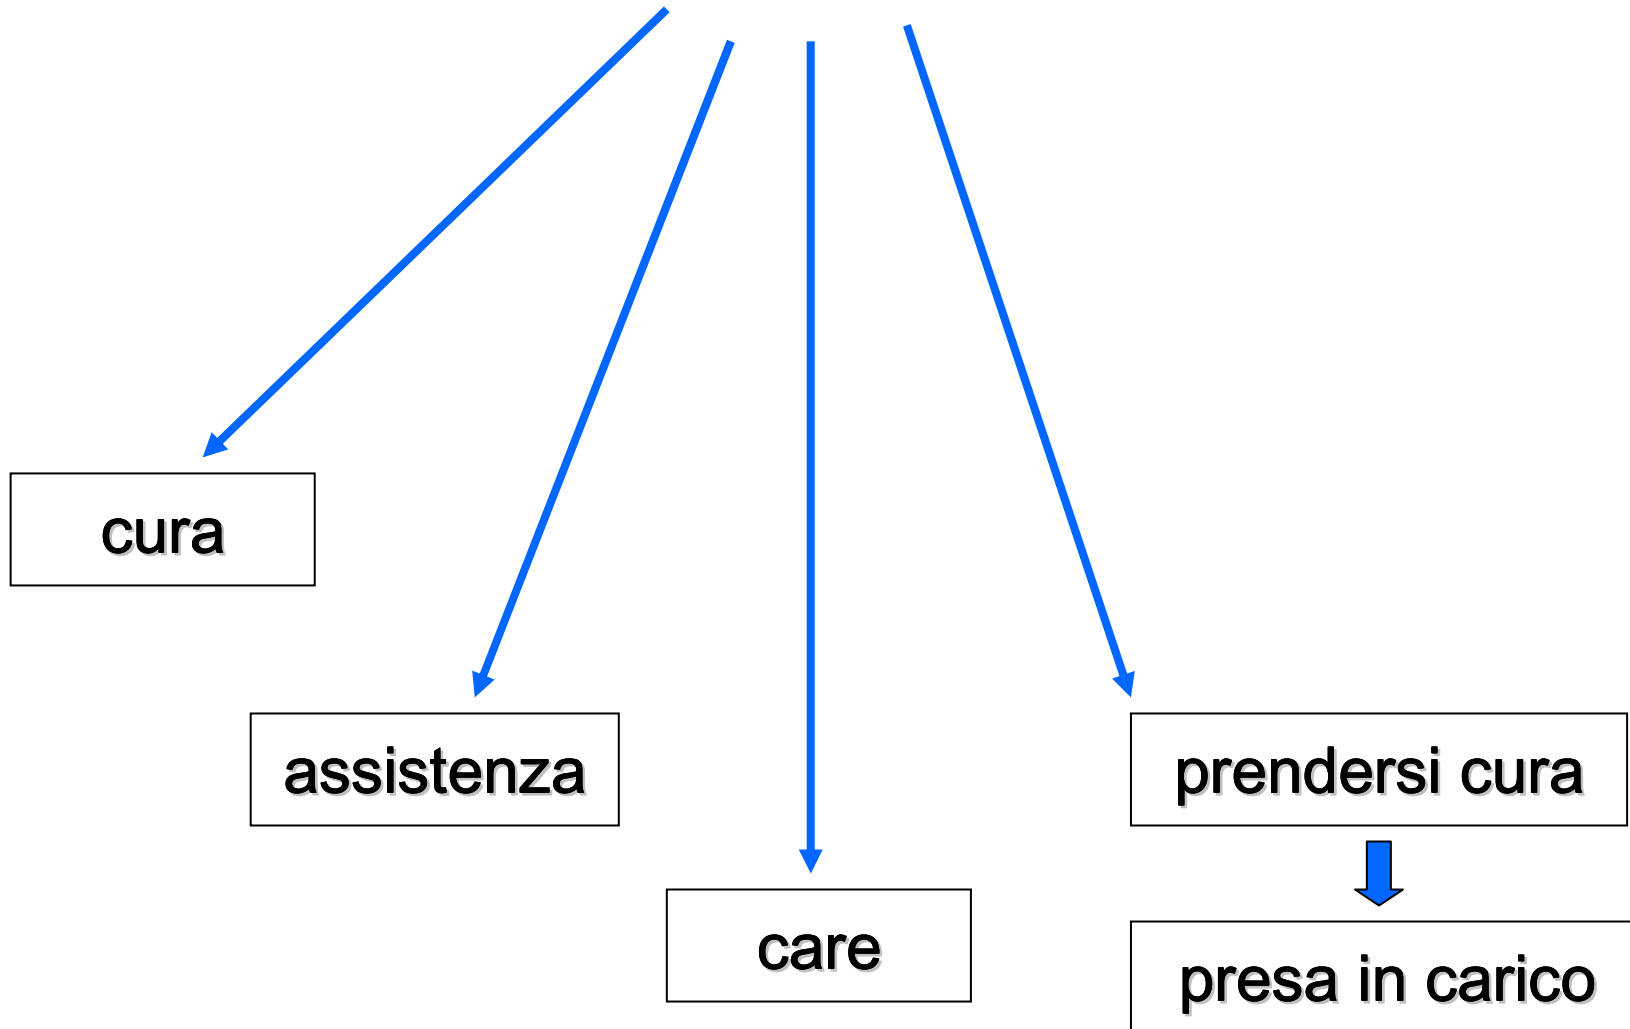 cura
assistenza
prendersi cura
care
presa in carico